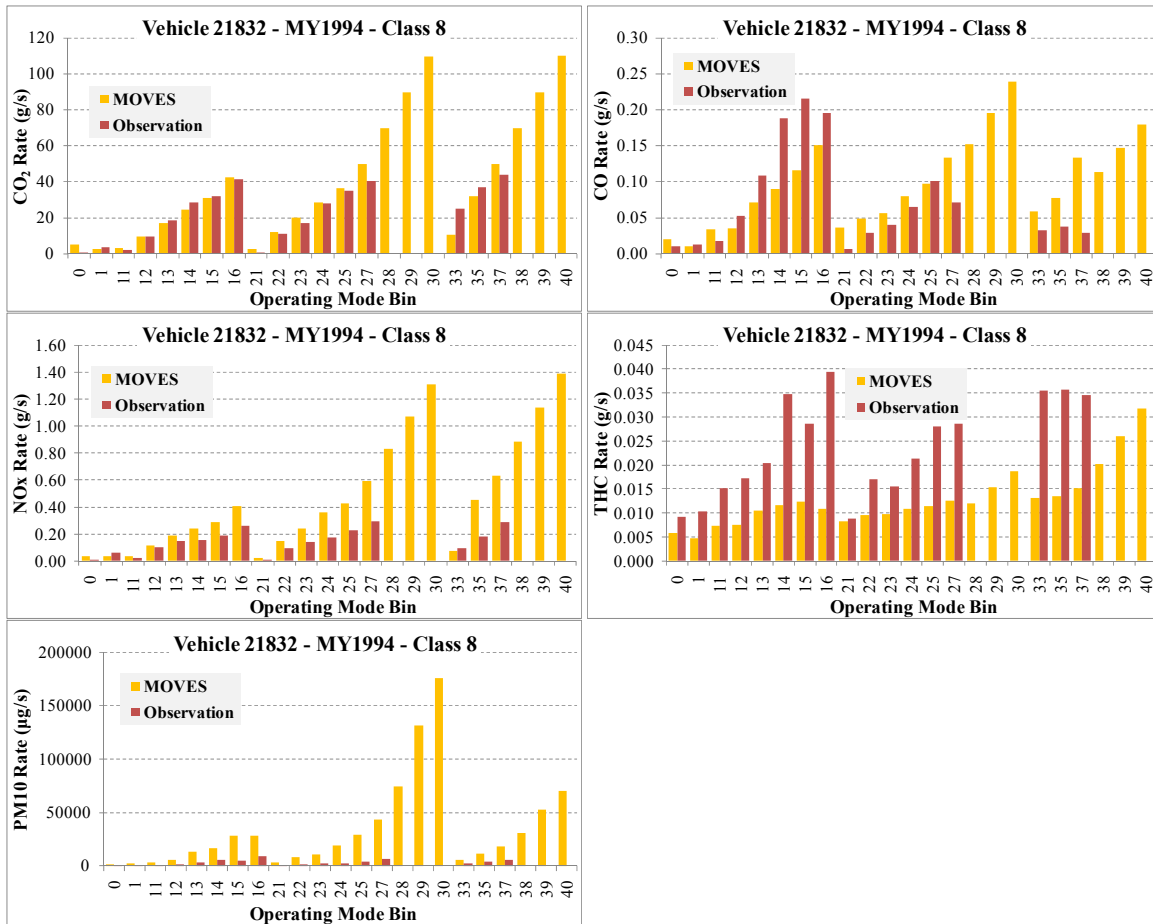 Vehicle 21832 - MY1994 - Class 8
CO₂ Rate (g/s)
120
100
80
60
40
20
0
MOVES
Observation
0 1 11 12 13 14 15 16 21 22 23 24 25 27 28 29 30 33 35 37 38 39 40
Operating Mode Bin
Vehicle 21832 - MY1994 - Class 8
CO Rate (g/s)
0.30
0.25
0.20
0.15
0.10
0.05
0.00
MOVES
Observation
0 1 11 12 13 14 15 16 21 22 23 24 25 27 28 29 30 33 35 37 38 39 40
Operating Mode Bin
Vehicle 21832 - MY1994 - Class 8
NOx Rate (g/s)
1.60
1.40
1.20
1.00
0.80
0.60
0.40
0.20
0.00
MOVES
Observation
0 1 11 12 13 14 15 16 21 22 23 24 25 27 28 29 30 33 35 37 38 39 40
Operating Mode Bin
Vehicle 21832 - MY1994 - Class 8
THC Rate (g/s)
0.045
0.040
0.035
0.030
0.025
0.020
0.015
0.010
0.005
0.000
MOVES
Observation
0 1 11 12 13 14 15 16 21 22 23 24 25 27 28 29 30 33 35 37 38 39 40
Operating Mode Bin
Vehicle 21832 - MY1994 - Class 8
PM10 Rate (µg/s)
200000
150000
100000
50000
0
MOVES
Observation
0 1 11 12 13 14 15 16 21 22 23 24 25 27 28 29 30 33 35 37 38 39 40
Operating Mode Bin